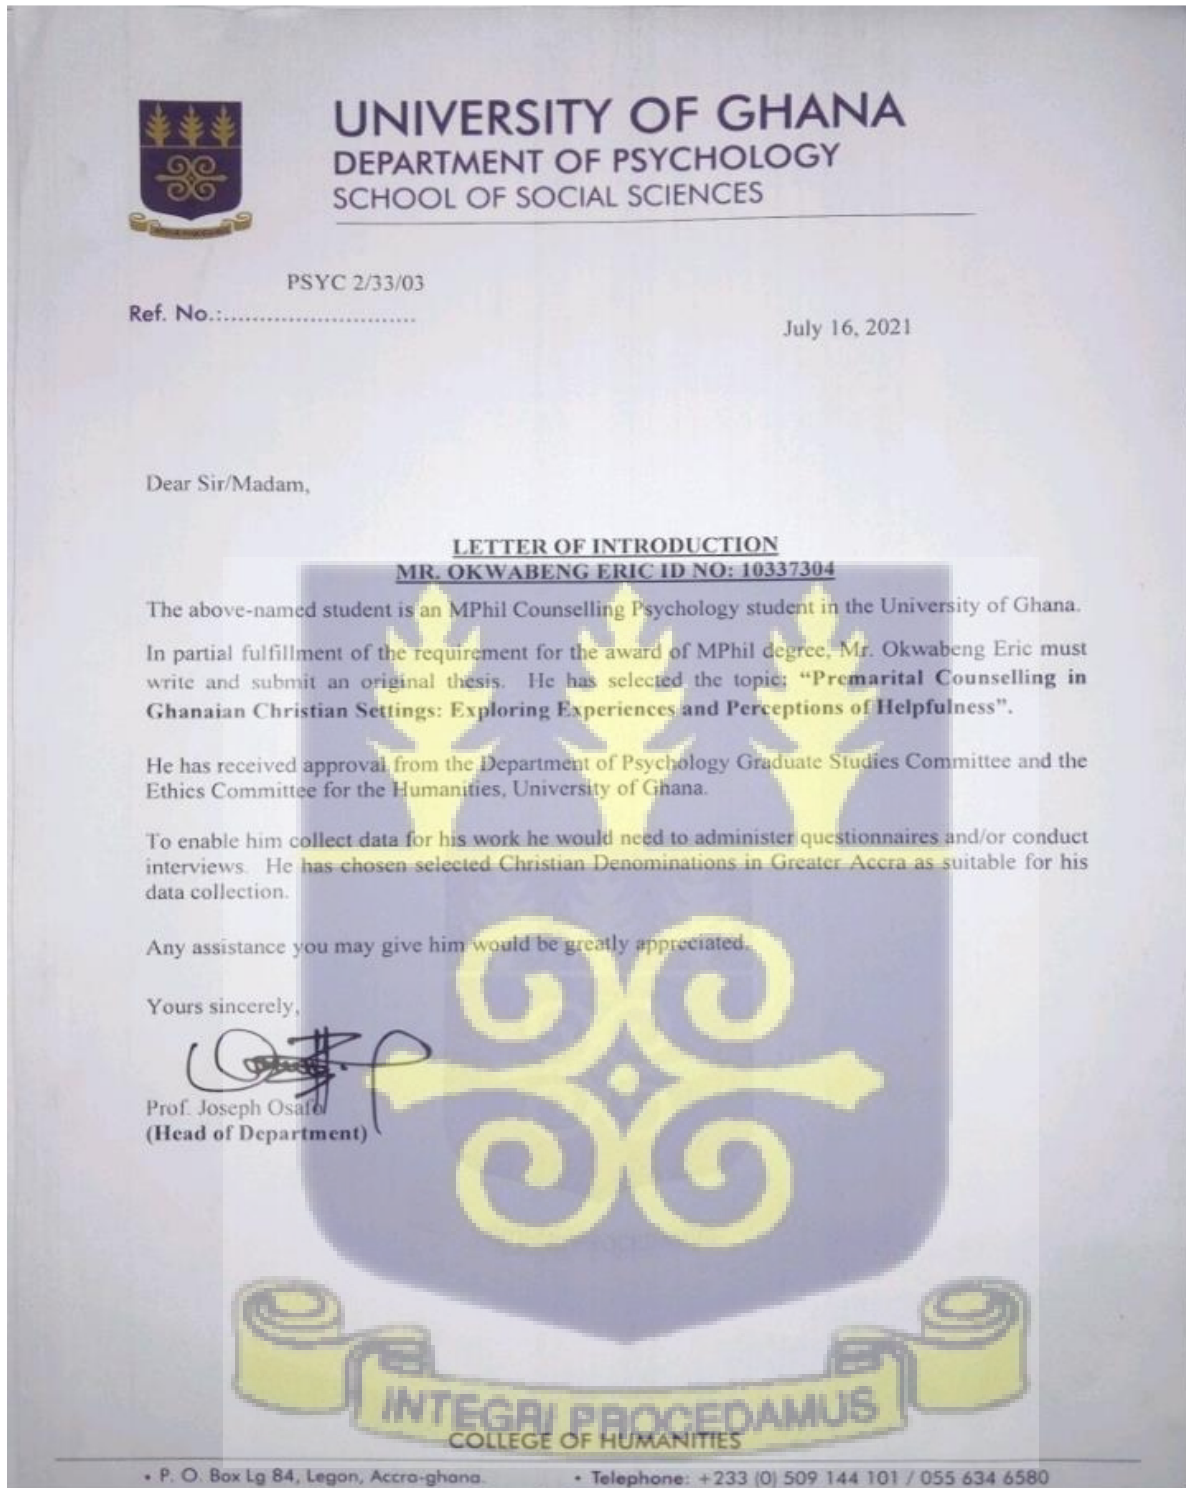 UNIVERSITY OF GHANA
DEPARTMENT OF PSYCHOLOGY
SCHOOL OF SOCIAL SCIENCES
PSYC 2/33/03
Ref. No.:............................
July 16, 2021
Dear Sir/Madam,
LETTER OF INTRODUCTION
MR. OKWABENG ERIC ID NO: 10337304
The above-named student is an MPhil Counselling Psychology student in the University of Ghana.
In partial fulfillment of the requirement for the award of MPhil degree, Mr. Okwabeng Eric must
write and submit an original thesis. He has selected the topic: “Premarital Counselling in
Ghanaian Christian Settings: Exploring Experiences and Perceptions of Helpfulness”.
He has received approval from the Department of Psychology Graduate Studies Committee and the
Ethics Committee for the Humanities, University of Ghana.
To enable him collect data for his work he would need to administer questionnaires and/or conduct
interviews. He has chosen selected Christian Denominations in Greater Accra as suitable for his
data collection.
Any assistance you may give him would be greatly appreciated.
Yours sincerely,
Prof. Joseph Osafo
(Head of Department)
INTEGRI PROCEDAMUS
COLLEGE OF HUMANITIES
• P. O. Box Lg 84, Legon, Accra-ghana. • Telephone: +233 (0) 509 144 101 / 055 634 6580